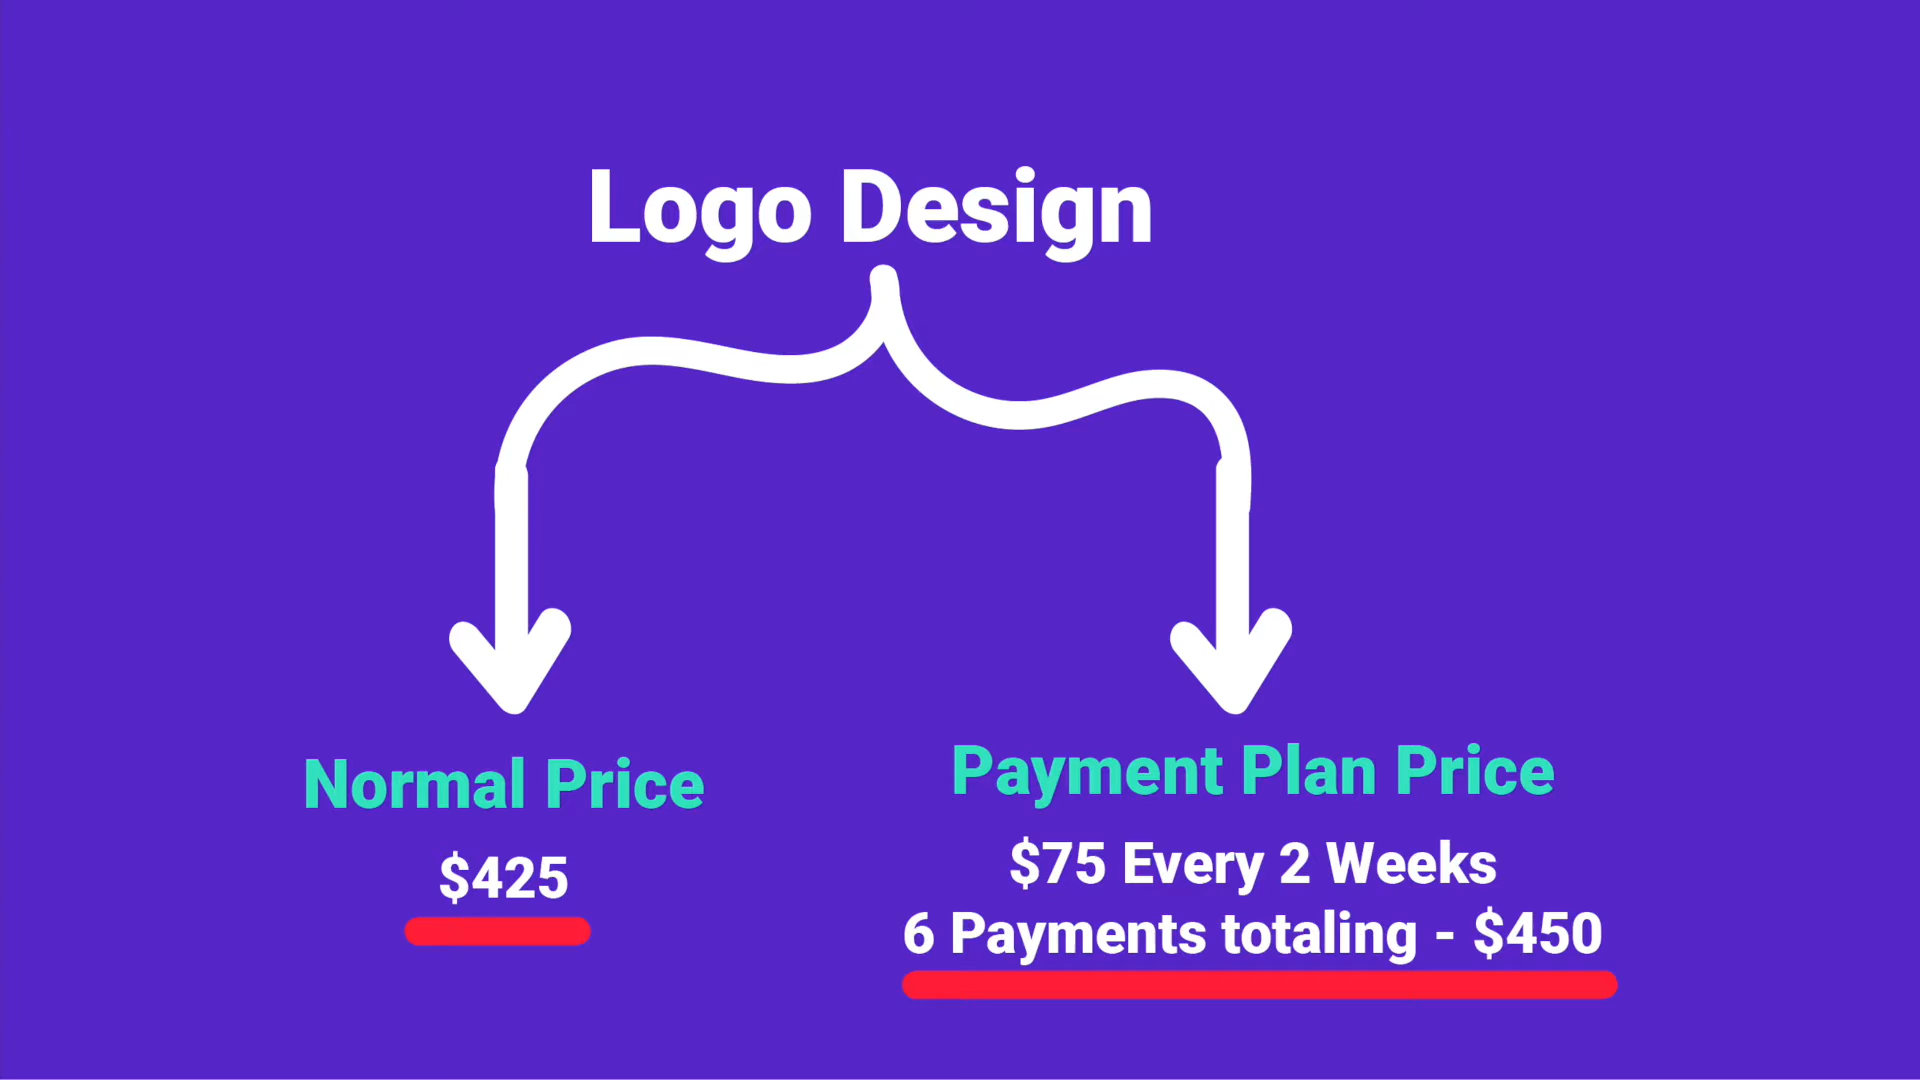 Logo Design
Normal Price
$425
Payment Plan Price
$75 Every 2 Weeks
6 Payments totaling - $450